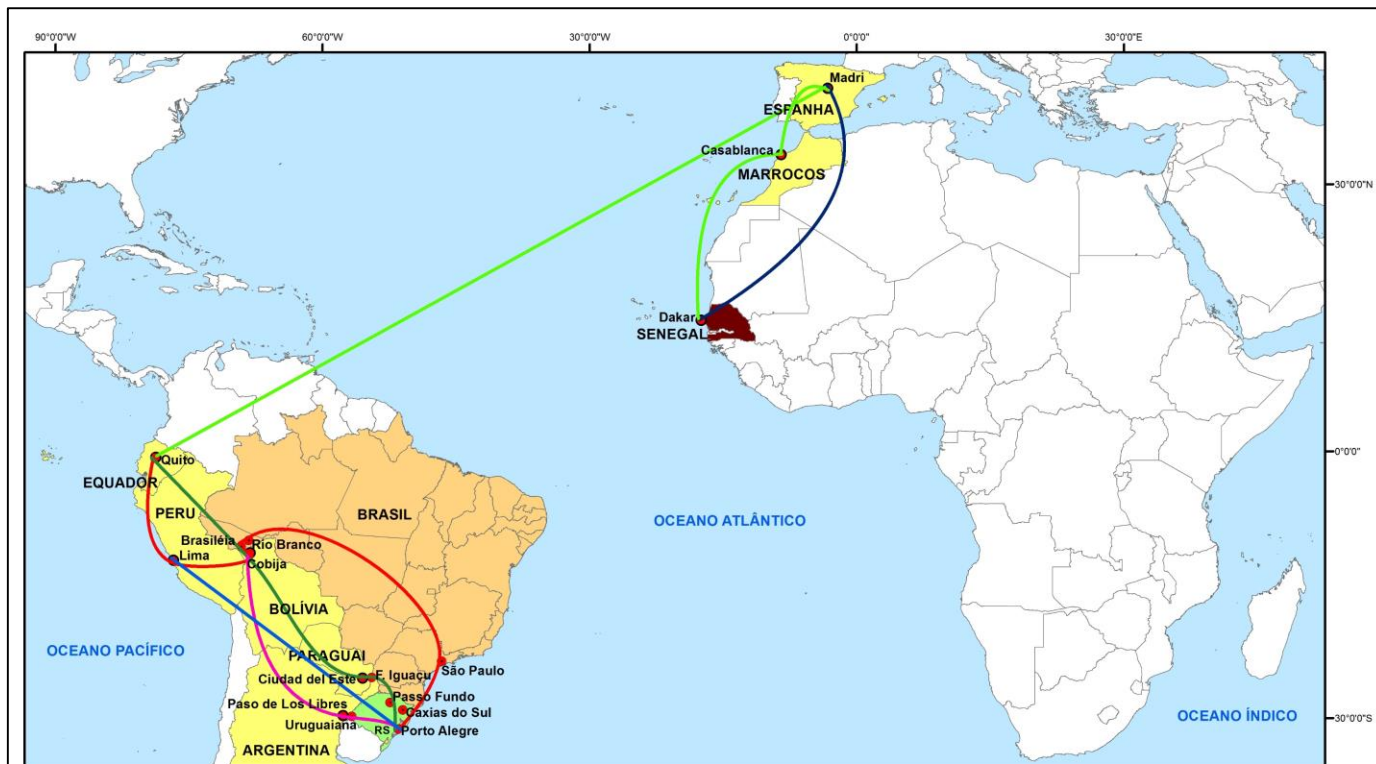 90°0'0"W
60°0'0"W
30°0'0"W
0°0'0"
30°0'0"E
Madri
ESPANHA
Casablanca
MARROCOS
30°0'0"N
Dakar
SENEGAL
Quito
0°0'0"
EQUADOR
PERU
BRASIL
OCEANO ATLÂNTICO
Brasiléia
Rio Branco
Lima
Cobija
BOLÍVIA
OCEANO PACÍFICO
PARAGUAI
São Paulo
Ciudad del Este
F. Iguaçu
Passo Fundo
Paso de Los Libres
Caxias do Sul
OCEANO ÍNDICO
30°0'0"S
Uruguaiana
RS
Porto Alegre
ARGENTINA